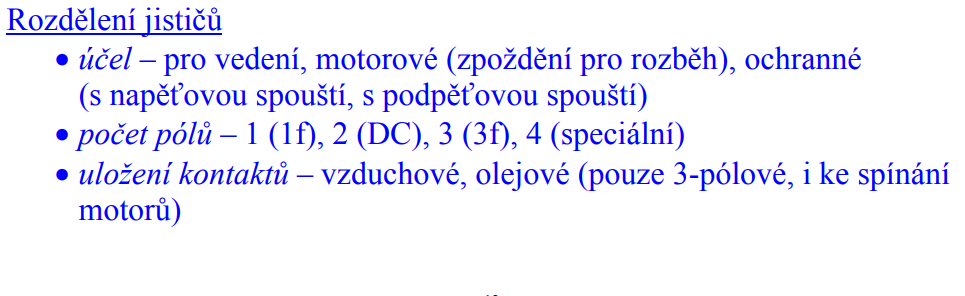 Rozdělení jističů
• účel – pro vedení, motorové (zpoždění pro rozběh), ochranné
(s napěťovou spouští, s podpěťovou spouští)
• počet pólů – 1 (1f), 2 (DC), 3 (3f), 4 (speciální)
• uložení kontaktů – vzduchové, olejové (pouze 3-pólové, i ke spínání
motorů)